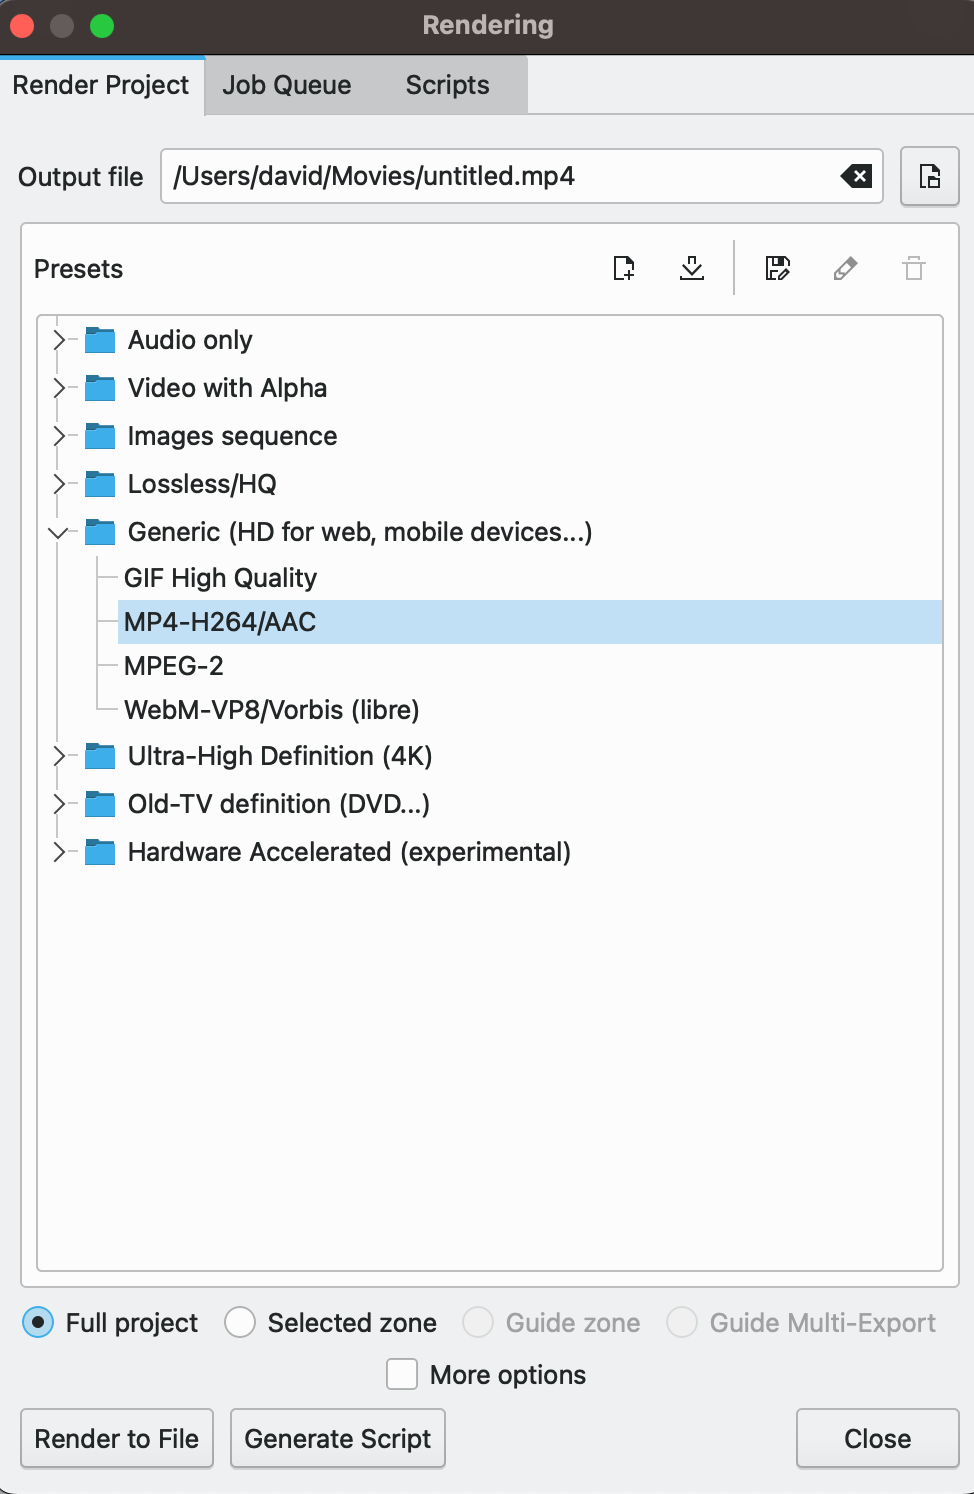 Rendering
Render Project Job Queue Scripts
Output file /Users/david/Movies/untitled.mp4
Presets
Audio only
Video with Alpha
Images sequence
Lossless/HQ
Generic (HD for web, mobile devices...)
GIF High Quality
MP4-H264/AAC
MPEG-2
WebM-VP8/Vorbis (libre)
Ultra-High Definition (4K)
Old-TV definition (DVD...)
Hardware Accelerated (experimental)
Full project Selected zone Guide zone Guide Multi-Export
More options
Render to File Generate Script Close